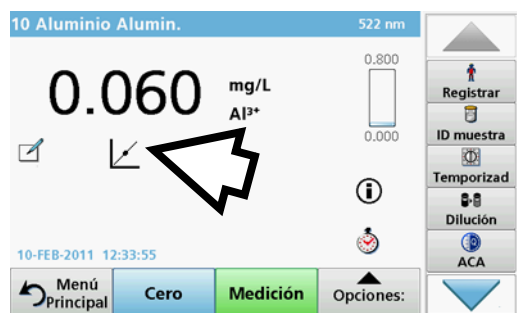 10 Aluminio Alumin. 522 nm
0.060 mg/L
Al³⁺
0.800
0.000
10-FEB-2011 12:33:55
Menú Principal
Cero
Medición
Opciones:
Registrar
ID muestra
Temporizad
Dilución
ACA